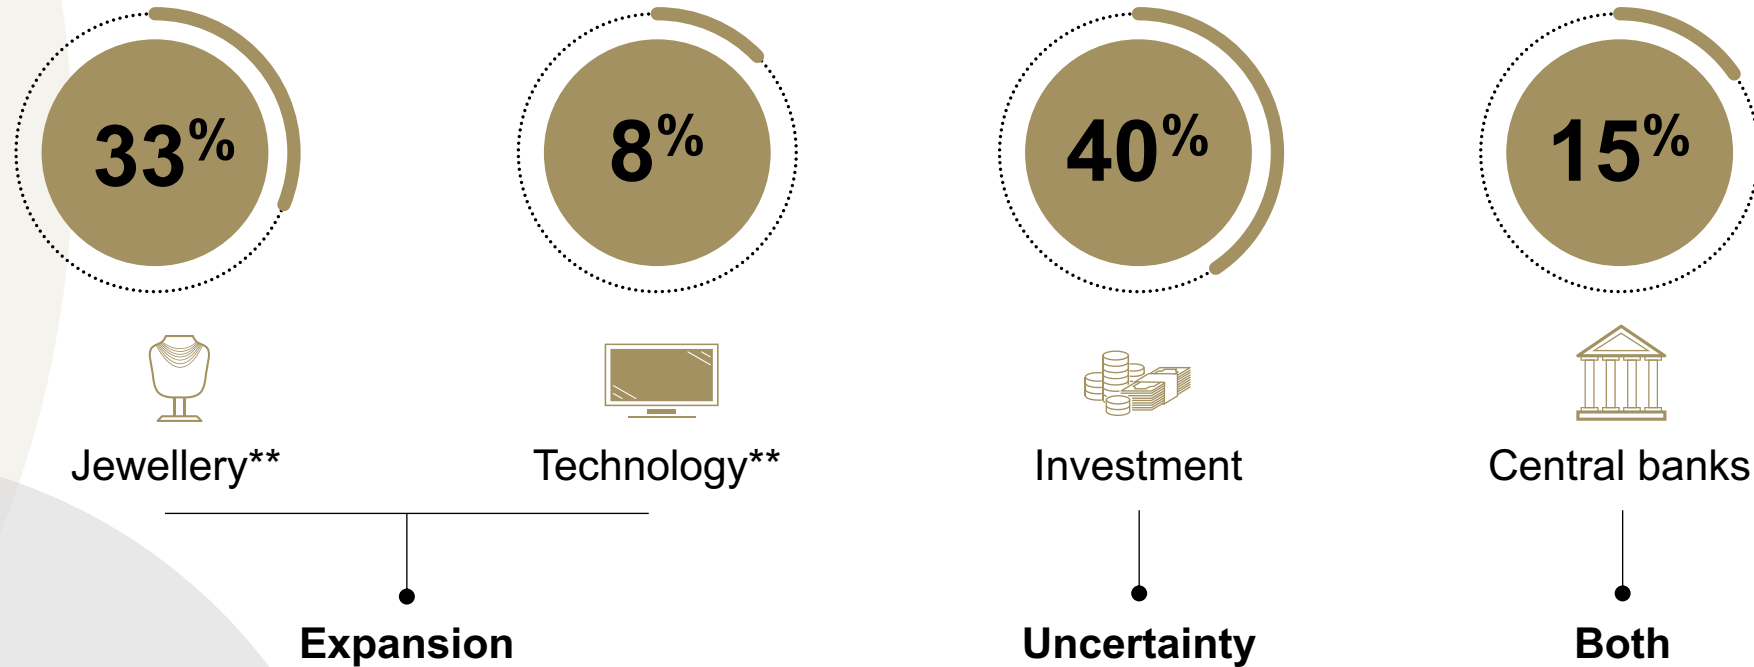 33% 8% 40% 15%
Jewellery** Technology** Investment Central banks
Expansion Uncertainty Both